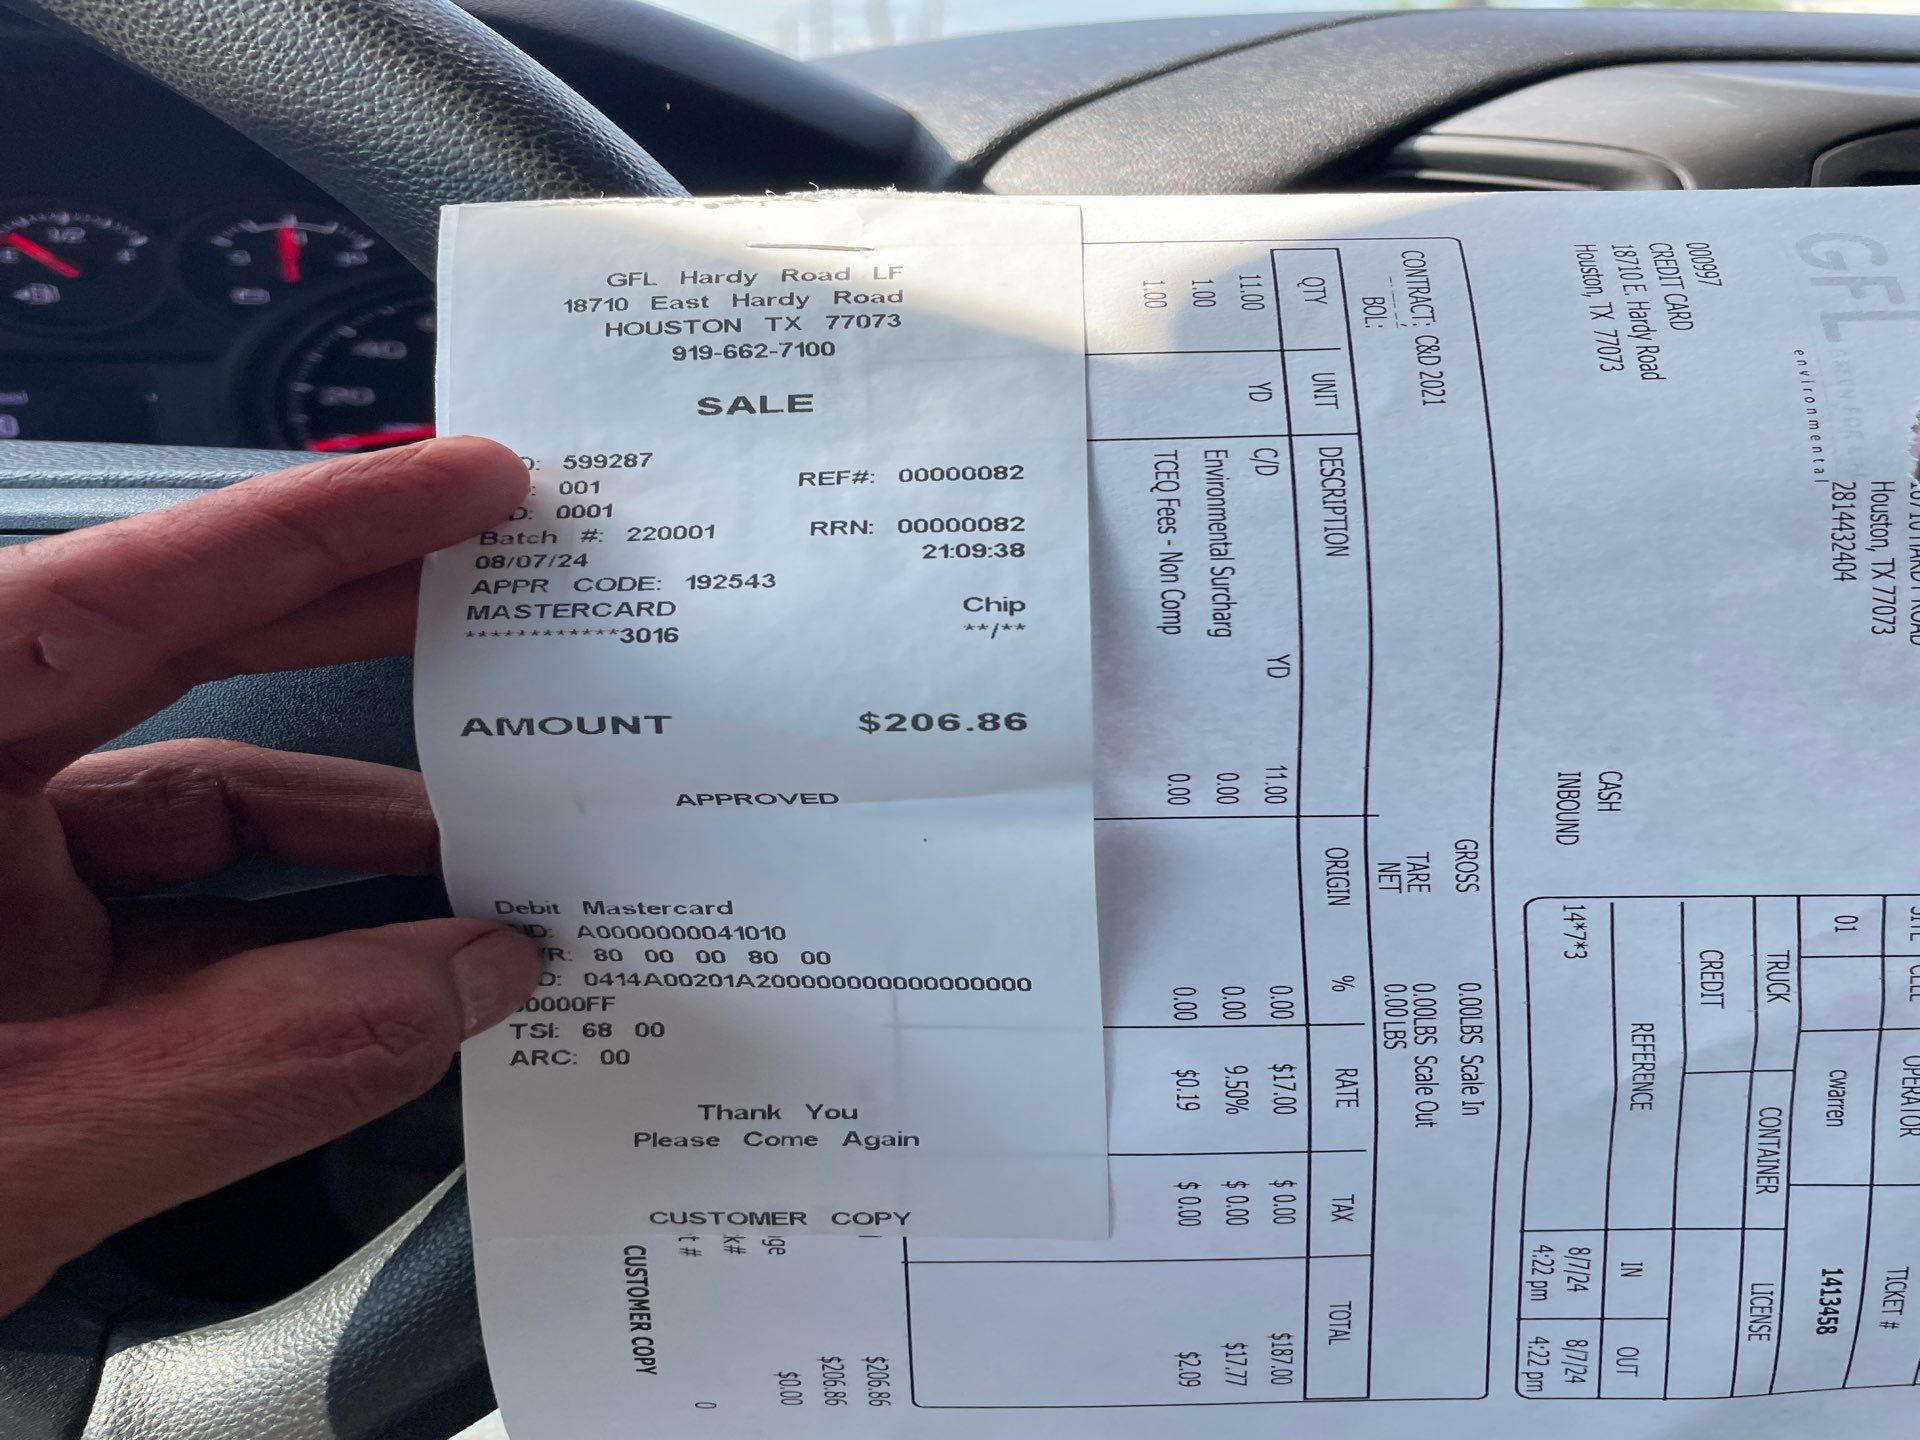 GFL Hardy Road LF
18710 East Hardy Road
HOUSTON TX 77073
919-662-7100
SALE
599287
REF#: 00000082
001
0001
Batch #: 220001
RRN: 00000082
08/07/24
21:09:38
APPR CODE: 192543
MASTERCARD
Chip
************3016
**/**
AMOUNT
$206.86
APPROVED
Debit Mastercard
A0000000041010
80 00 00 80 00
TSI: 68 00
ARC: 00
Thank You
Please Come Again
CUSTOMER COPY
GFL
environmental
Houston, TX 77073
2814432404
000997
CREDIT CARD
18710 E. Hardy Road
Houston, TX 77073
CASH
INBOUND
OPERATOR
TICKET #
01
cwarren
1413458
TRUCK
CONTAINER
LICENSE
CREDIT
REFERENCE
IN
OUT
14*7*3
8/7/24
8/7/24
4:22 pm
4:22 pm
CONTRACT: C&D 2021
BOL:
GROSS 0.00LBS Scale In
TARE 0.00LBS Scale Out
NET 0.00 LBS
QTY UNIT DESCRIPTION ORIGIN % RATE TAX TOTAL
11.00 YD C/D YD 11.00 0.00 $17.00 $ 0.00 $187.00
1.00 Environmental Surcharg 0.00 0.00 9.50% $ 0.00 $17.77
1.00 TCEQ Fees - Non Comp 0.00 0.00 $0.19 $ 0.00 $2.09
$206.86
$206.86
$0.00
0
CUSTOMER COPY